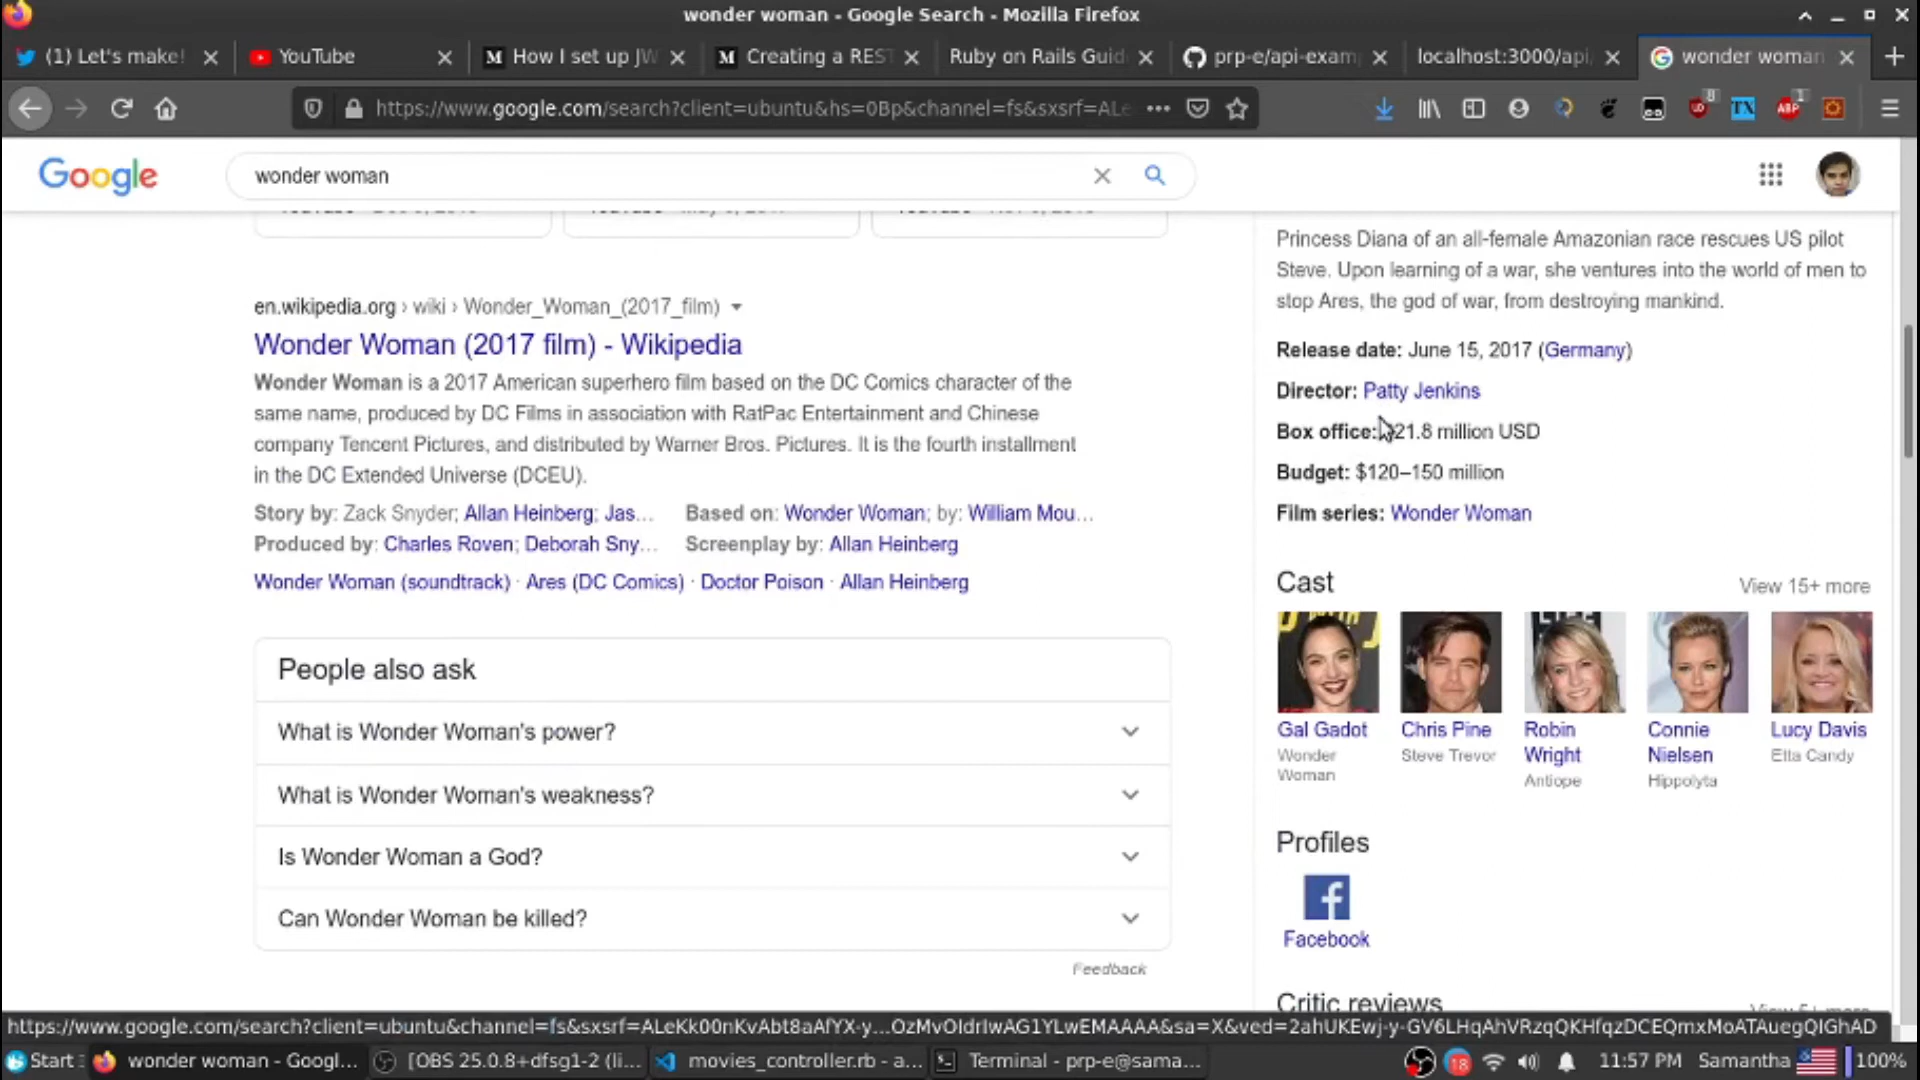 wonder woman - Google Search - Mozilla Firefox
(1) Let's make!
YouTube
How I set up JW
Creating a REST
Ruby on Rails Guid
prp-e/api-exam
localhost:3000/api
wonder woman
https://www.google.com/search?client=ubuntu&hs=0Bp&channel=fs&sxsrf=ALe
8
TX
ABP
1
Google
wonder woman
Princess Diana of an all-female Amazonian race rescues US pilot
Steve. Upon learning of a war, she ventures into the world of men to
stop Ares, the god of war, from destroying mankind.
en.wikipedia.org › wiki › Wonder_Woman_(2017_film)
Wonder Woman (2017 film) - Wikipedia
Wonder Woman is a 2017 American superhero film based on the DC Comics character of the
same name, produced by DC Films in association with RatPac Entertainment and Chinese
company Tencent Pictures, and distributed by Warner Bros. Pictures. It is the fourth installment
in the DC Extended Universe (DCEU).
Story by: Zack Snyder; Allan Heinberg; Jas... Based on: Wonder Woman; by: William Mou...
Produced by: Charles Roven; Deborah Sny... Screenplay by: Allan Heinberg
Wonder Woman (soundtrack) · Ares (DC Comics) · Doctor Poison · Allan Heinberg
People also ask
What is Wonder Woman's power?
What is Wonder Woman's weakness?
Is Wonder Woman a God?
Can Wonder Woman be killed?
Feedback
Release date: June 15, 2017 (Germany)
Director: Patty Jenkins
Box office: 21.8 million USD
Budget: $120–150 million
Film series: Wonder Woman
Cast
View 15+ more
Gal Gadot
Wonder
Woman
Chris Pine
Steve Trevor
Robin
Wright
Antiope
Connie
Nielsen
Hippolyta
Lucy Davis
Etta Candy
Profiles
Facebook
Critic reviews
https://www.google.com/search?client=ubuntu&channel=fs&sxsrf=ALeKk00nKvAbt8aAfYX-y...OzMvOIdrIwAG1YLwEMAAAA&sa=X&ved=2ahUKEwj-y-GV6LHqAhVRzqQKHfqzDCEQmxMoATAuegQIGhAD
Start
wonder woman - Googl...
[OBS 25.0.8+dfsg1-2 (li...
movies_controller.rb - a...
Terminal - prp-e@sama...
18
11:57 PM
Samantha
100%